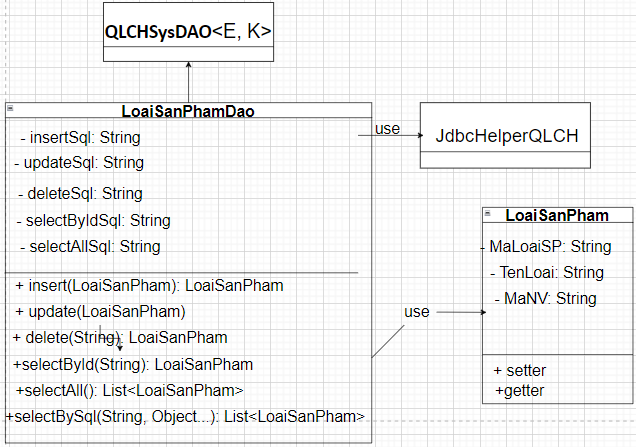 QLCHSysDAO<E, K>
LoaiSanPhamDao
- insertSql: String
- updateSql: String
- deleteSql: String
- selectByIdSql: String
- selectAllSql: String
+ insert(LoaiSanPham): LoaiSanPham
+ update(LoaiSanPham)
+ delete(String): LoaiSanPham
+selectById(String): LoaiSanPham
+selectAll(): List<LoaiSanPham>
+selectBySql(String, Object...): List<LoaiSanPham>
use
JdbcHelperQLCH
use
LoaiSanPham
- MaLoaiSP: String
- TenLoai: String
- MaNV: String
+ setter
+getter